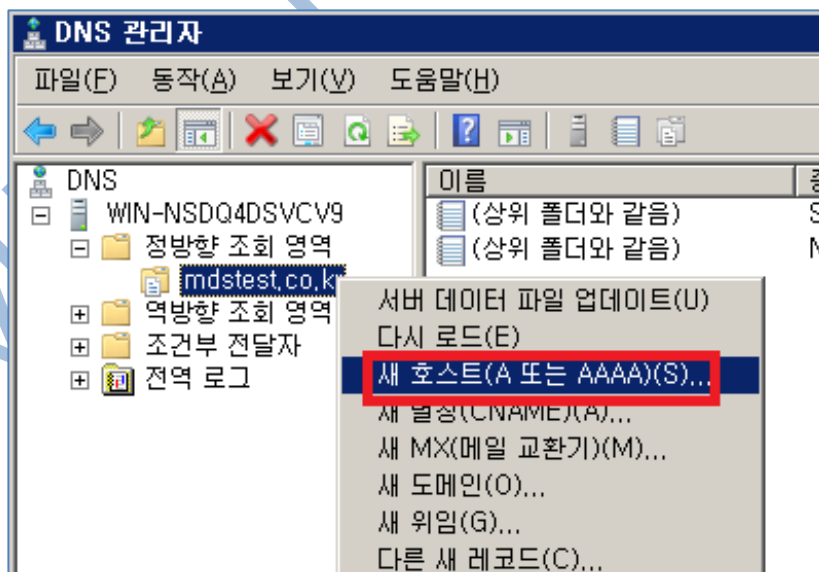 DNS 관리자
파일(F) 동작(A) 보기(V) 도움말(H)
DNS
WIN-NSDQ4DSVCV9
정방향 조회 영역
mdstest.co.k
역방향 조회 영역
조건부 전달자
전역 로그
이름
(상위 폴더와 같음) S
(상위 폴더와 같음) N
서버 데이터 파일 업데이트(U)
다시 로드(E)
새 호스트(A 또는 AAAA)(S)...
새 별칭(CNAME)(A)...
새 MX(메일 교환기)(M)...
새 도메인(O)...
새 위임(G)...
다른 새 레코드(C)...